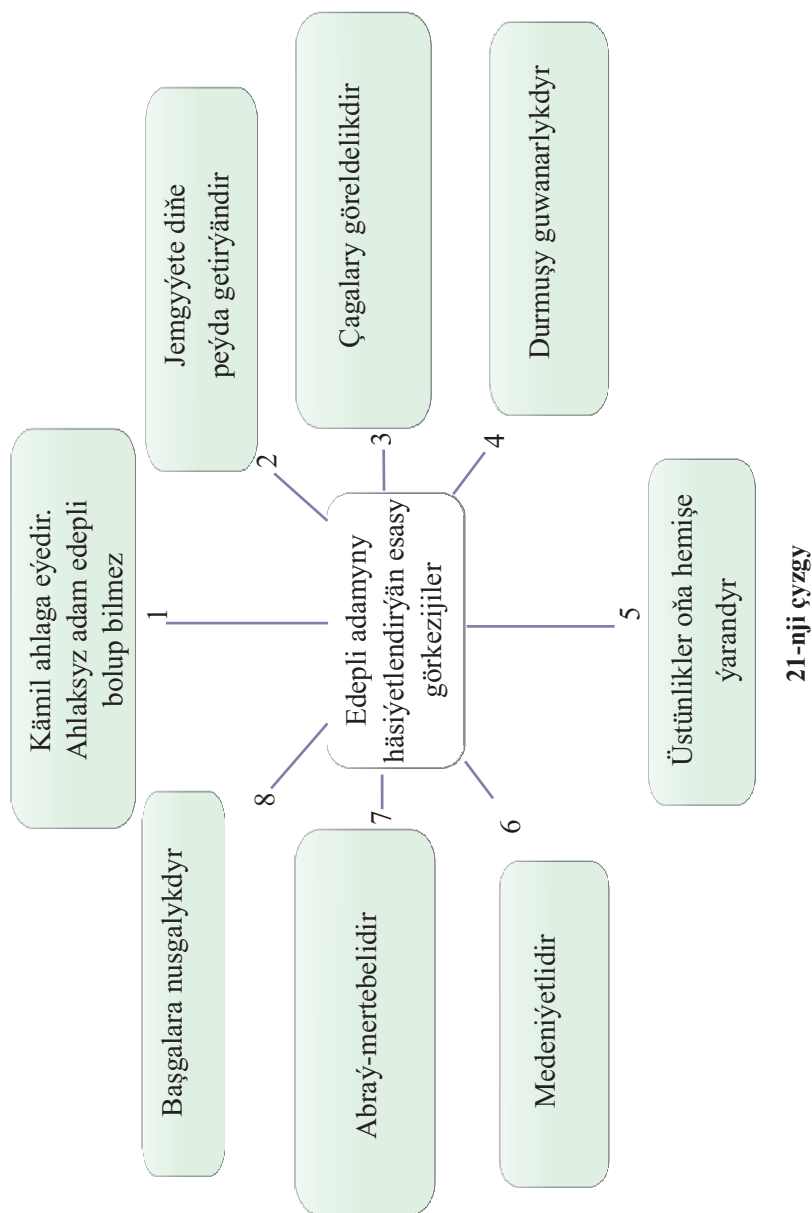 Edepli adamyny
häsiýetlendirýän esasy
görkezijiler
1
Kämil ahlaga eýedir.
Ahlaksyz adam edepli
bolup bilmez
2
Jemgyýete diňe
peýda getirýändir
3
Çagalary göreldelikdir
4
Durmuşy guwanarlykdyr
5
Üstünlikler oňa hemişe
ýarandyr
6
Medeniýetlidir
7
Abraý-mertebelidir
8
Başgalara nusgalykdyr
21-nji çyzgy